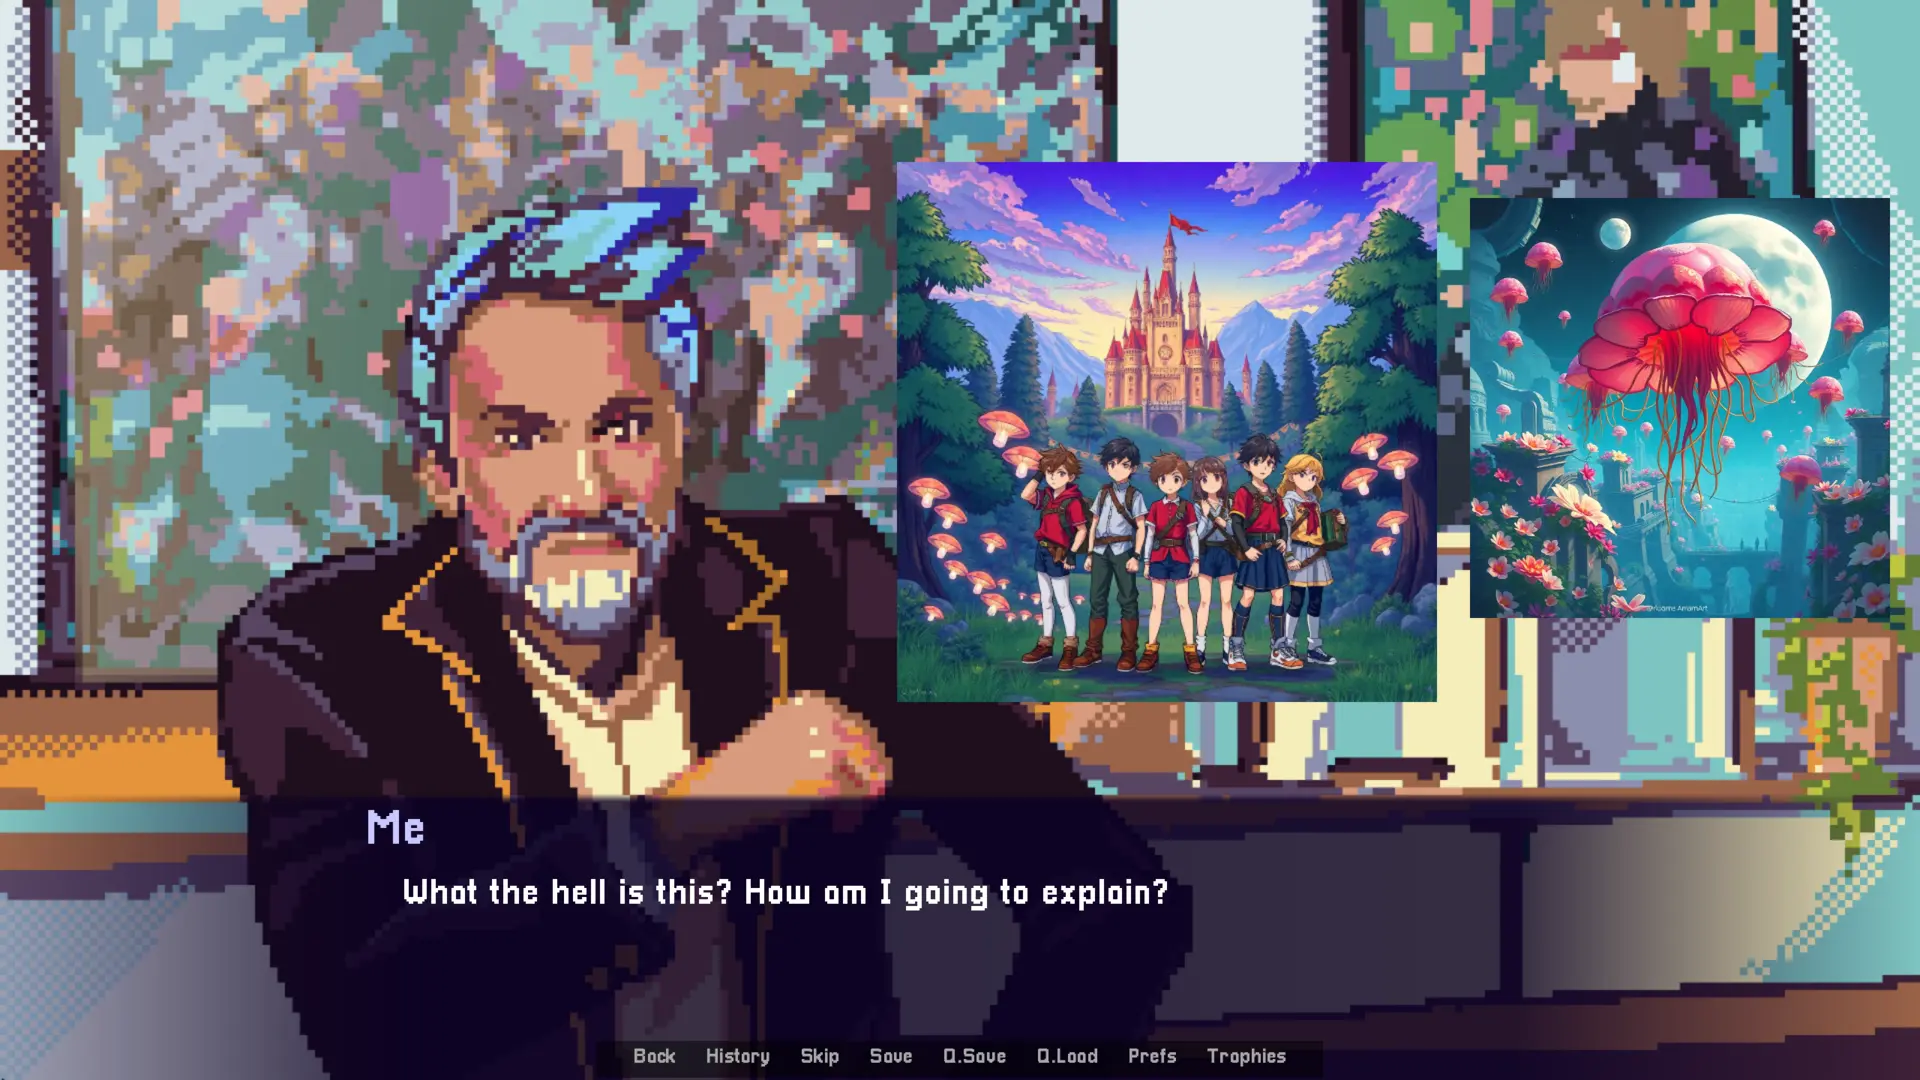 Me
What the hell is this? How am I going to explain?
Back History Skip Save Q.Save Q.Load Prefs Trophies